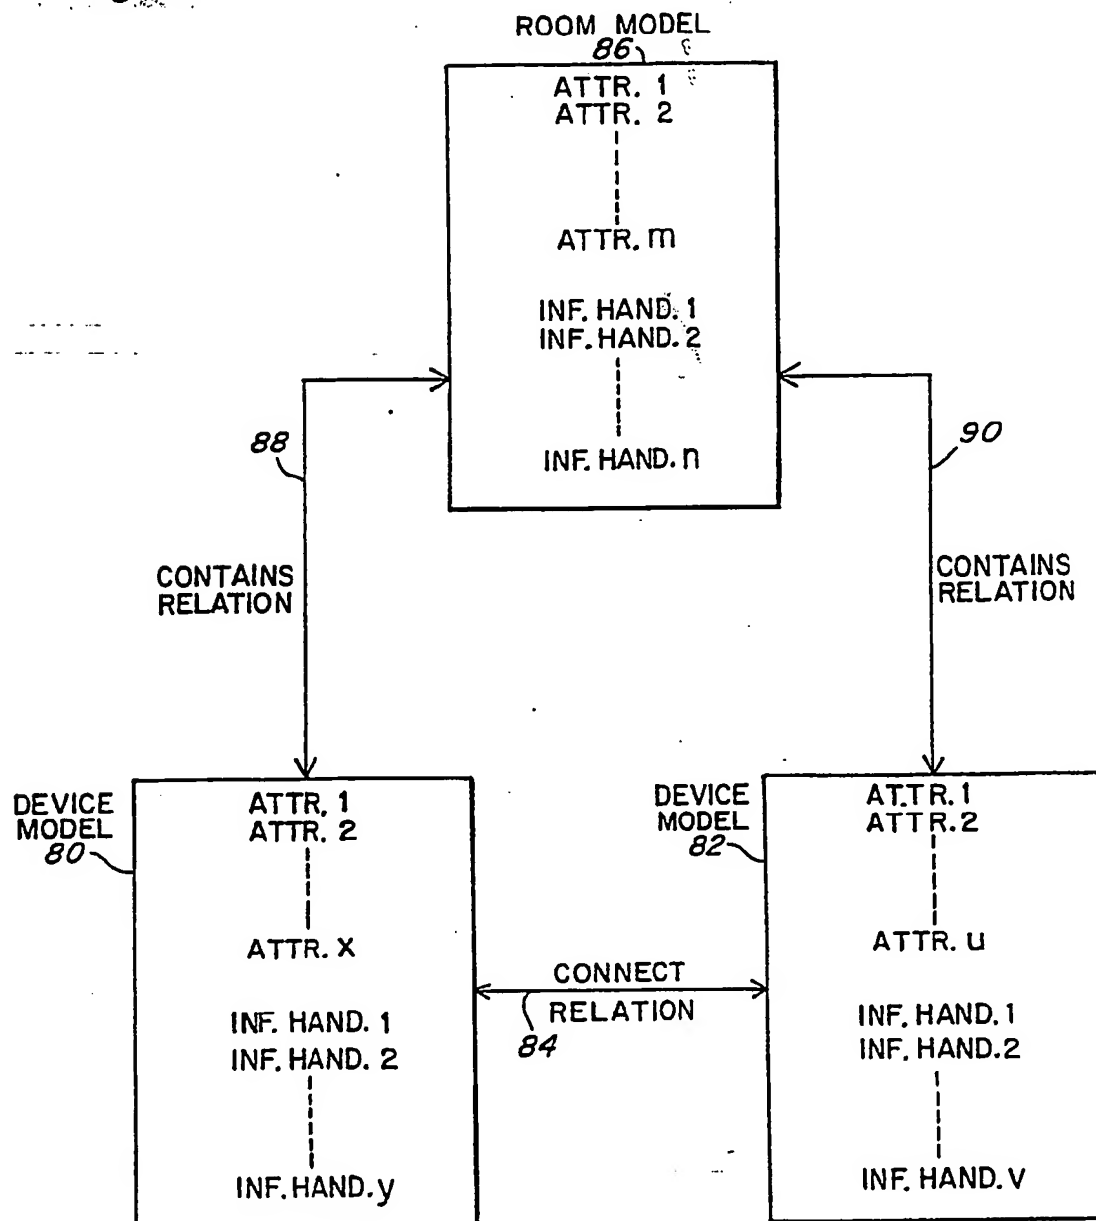 ROOM MODEL
86
ATTR. 1
ATTR. 2
ATTR. m
INF. HAND. 1
INF. HAND. 2
INF. HAND. n
88
90
CONTAINS
RELATION
CONTAINS
RELATION
DEVICE
MODEL
80
ATTR. 1
ATTR. 2
ATTR. x
INF. HAND. 1
INF. HAND. 2
INF. HAND. y
CONNECT
RELATION
84
DEVICE
MODEL
82
ATTR. 1
ATTR. 2
ATTR. u
INF. HAND. 1
INF. HAND. 2
INF. HAND. v